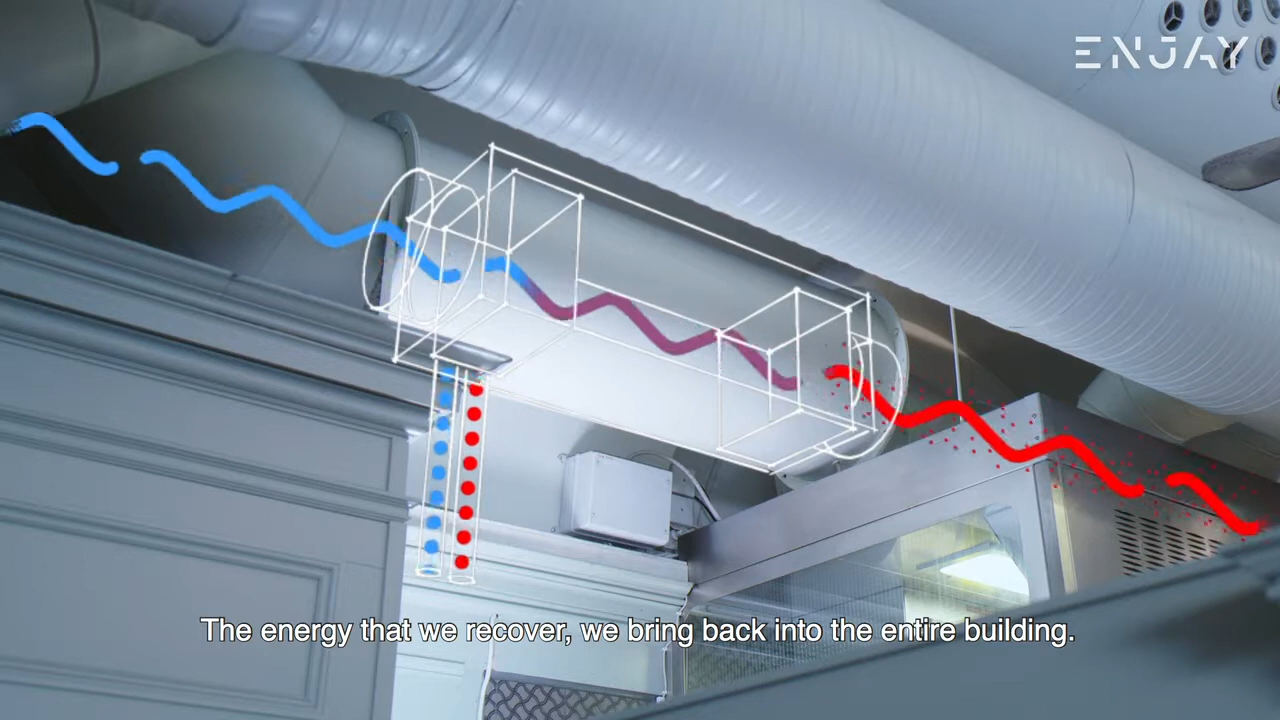 ENJAY
The energy that we recover, we bring back into the entire building.